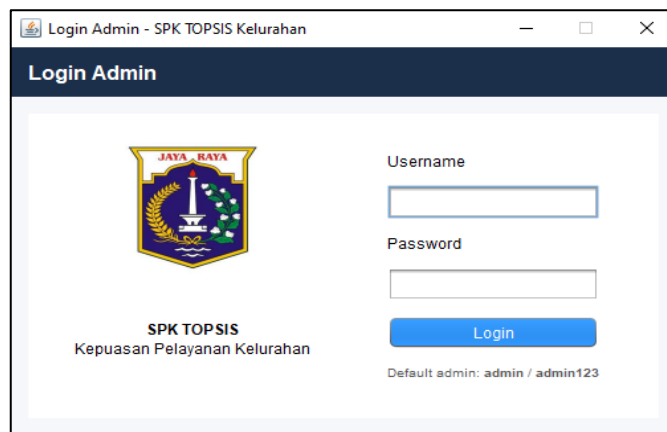 Login Admin - SPK TOPSIS Kelurahan
Login Admin
JAYA RAYA
Username
Password
SPK TOPSIS
Login
Kepuasan Pelayanan Kelurahan
Default admin: admin / admin123